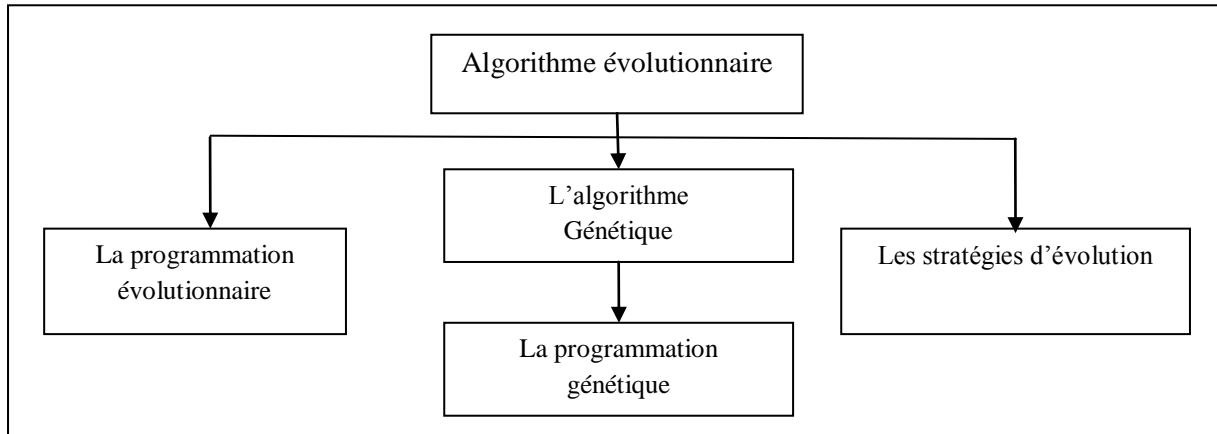 Algorithme évolutionnaire
L’algorithme
Génétique
La programmation
évolutionnaire
Les stratégies d’évolution
La programmation
génétique